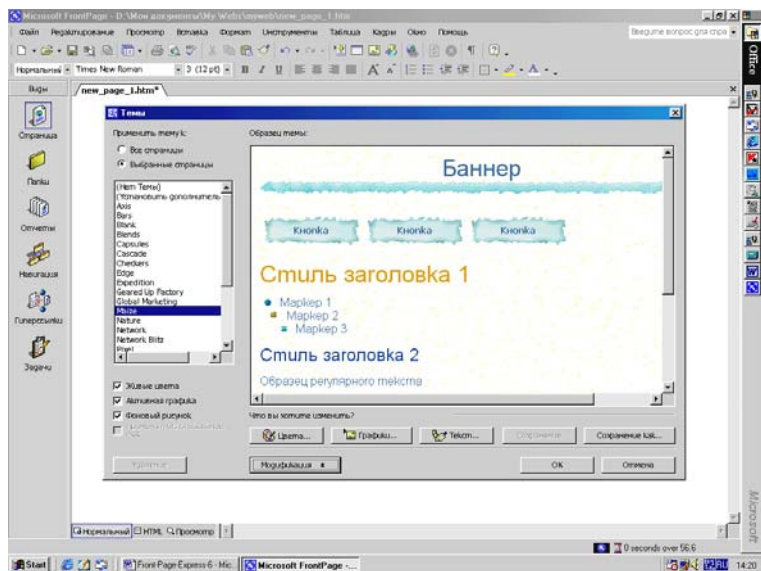 Microsoft FrontPage - D:\Мои документы\My Webs\myweb\new_page_1.htm
Файл Редактирование Просмотр Вставка Формат Инструменты Таблица Кадры Окно Помощь
Введите вопрос для спра
Нормальный Times New Roman 3 (12 pt)
Office
Виды
new_page_1.htm*
Страница
Папки
Отчеты
Навигация
Гиперссылки
Задачи
Темы
Применить тему к:
Все страницы
Выбранные страницы
(Нет Темы)
(Установить дополнитель
Axis
Bars
Blank
Blends
Capsules
Cascade
Checkers
Edge
Expedition
Geared Up Factory
Global Marketing
Maize
Nature
Network
Network Blitz
Pixel
Живые цвета
Активная графика
Фоновый рисунок
Удаление
Образец темы:
Баннер
Кнопка Кнопка Кнопка
Стиль заголовка 1
Маркер 1
Маркер 2
Маркер 3
Стиль заголовка 2
Образец регулярного текста
Что вы хотите изменить?
Цвета... Графики... Текст... Сохранение Сохранение как...
Модификация OK Отмена
Нормальный HTML Просмотр
0 seconds over 56.6
Microsoft
Start Front Page Express 6 - Mic... Microsoft FrontPage -... RU 14:20